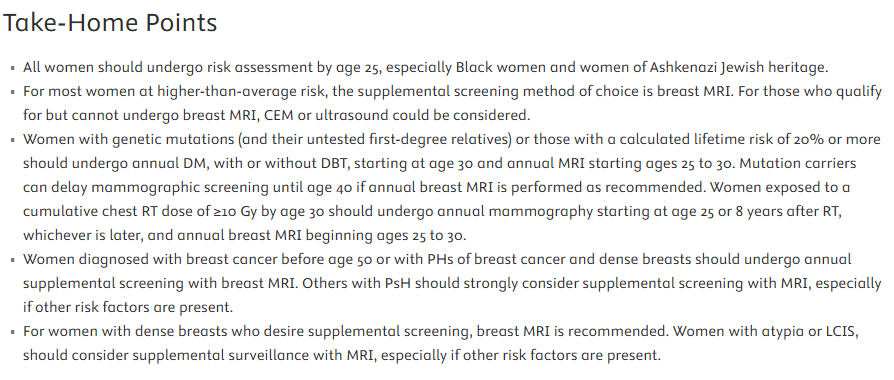 Take-Home Points
▪ All women should undergo risk assessment by age 25, especially Black women and women of Ashkenazi Jewish heritage.
▪ For most women at higher-than-average risk, the supplemental screening method of choice is breast MRI. For those who qualify
for but cannot undergo breast MRI, CEM or ultrasound could be considered.
▪ Women with genetic mutations (and their untested first-degree relatives) or those with a calculated lifetime risk of 20% or more
should undergo annual DM, with or without DBT, starting at age 30 and annual MRI starting ages 25 to 30. Mutation carriers
can delay mammographic screening until age 40 if annual breast MRI is performed as recommended. Women exposed to a
cumulative chest RT dose of ≥10 Gy by age 30 should undergo annual mammography starting at age 25 or 8 years after RT,
whichever is later, and annual breast MRI beginning ages 25 to 30.
▪ Women diagnosed with breast cancer before age 50 or with PHs of breast cancer and dense breasts should undergo annual
supplemental screening with breast MRI. Others with PsH should strongly consider supplemental screening with MRI, especially
if other risk factors are present.
▪ For women with dense breasts who desire supplemental screening, breast MRI is recommended. Women with atypia or LCIS,
should consider supplemental surveillance with MRI, especially if other risk factors are present.